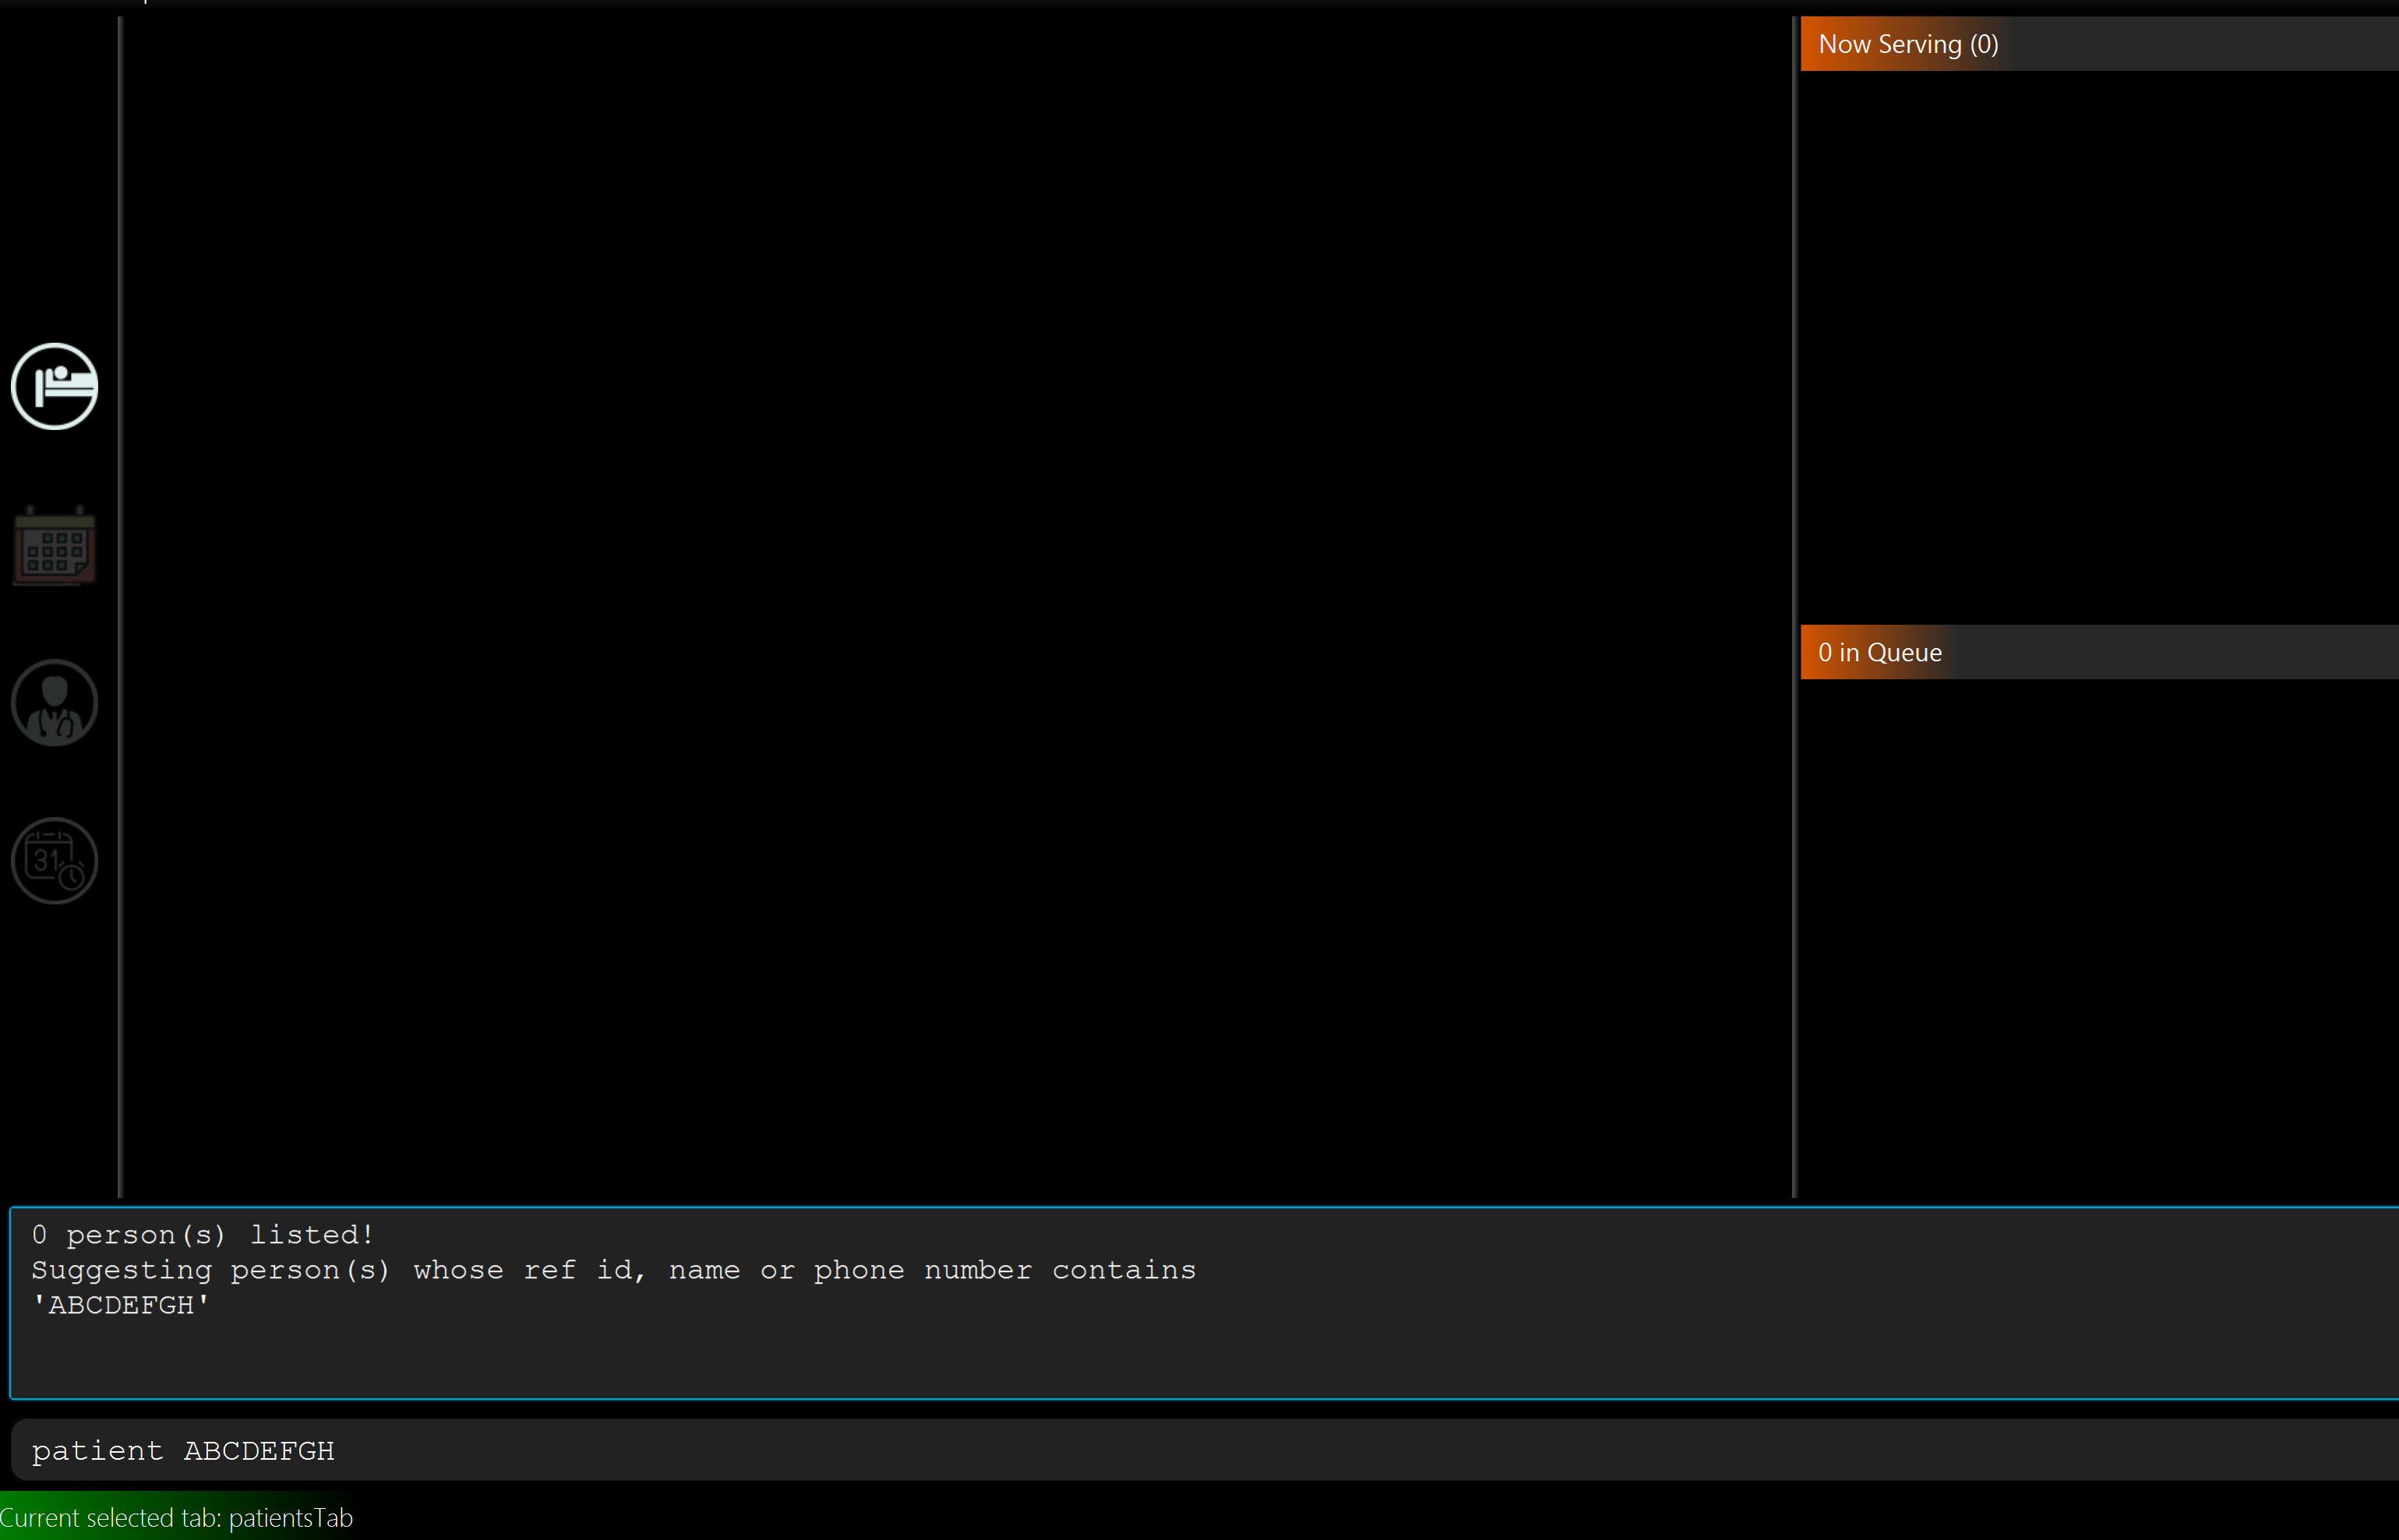 Now Serving (0)
31
0 in Queue
0 person(s) listed!
Suggesting person(s) whose ref id, name or phone number contains
'ABCDEFGH'
patient ABCDEFGH
Current selected tab: patientsTab